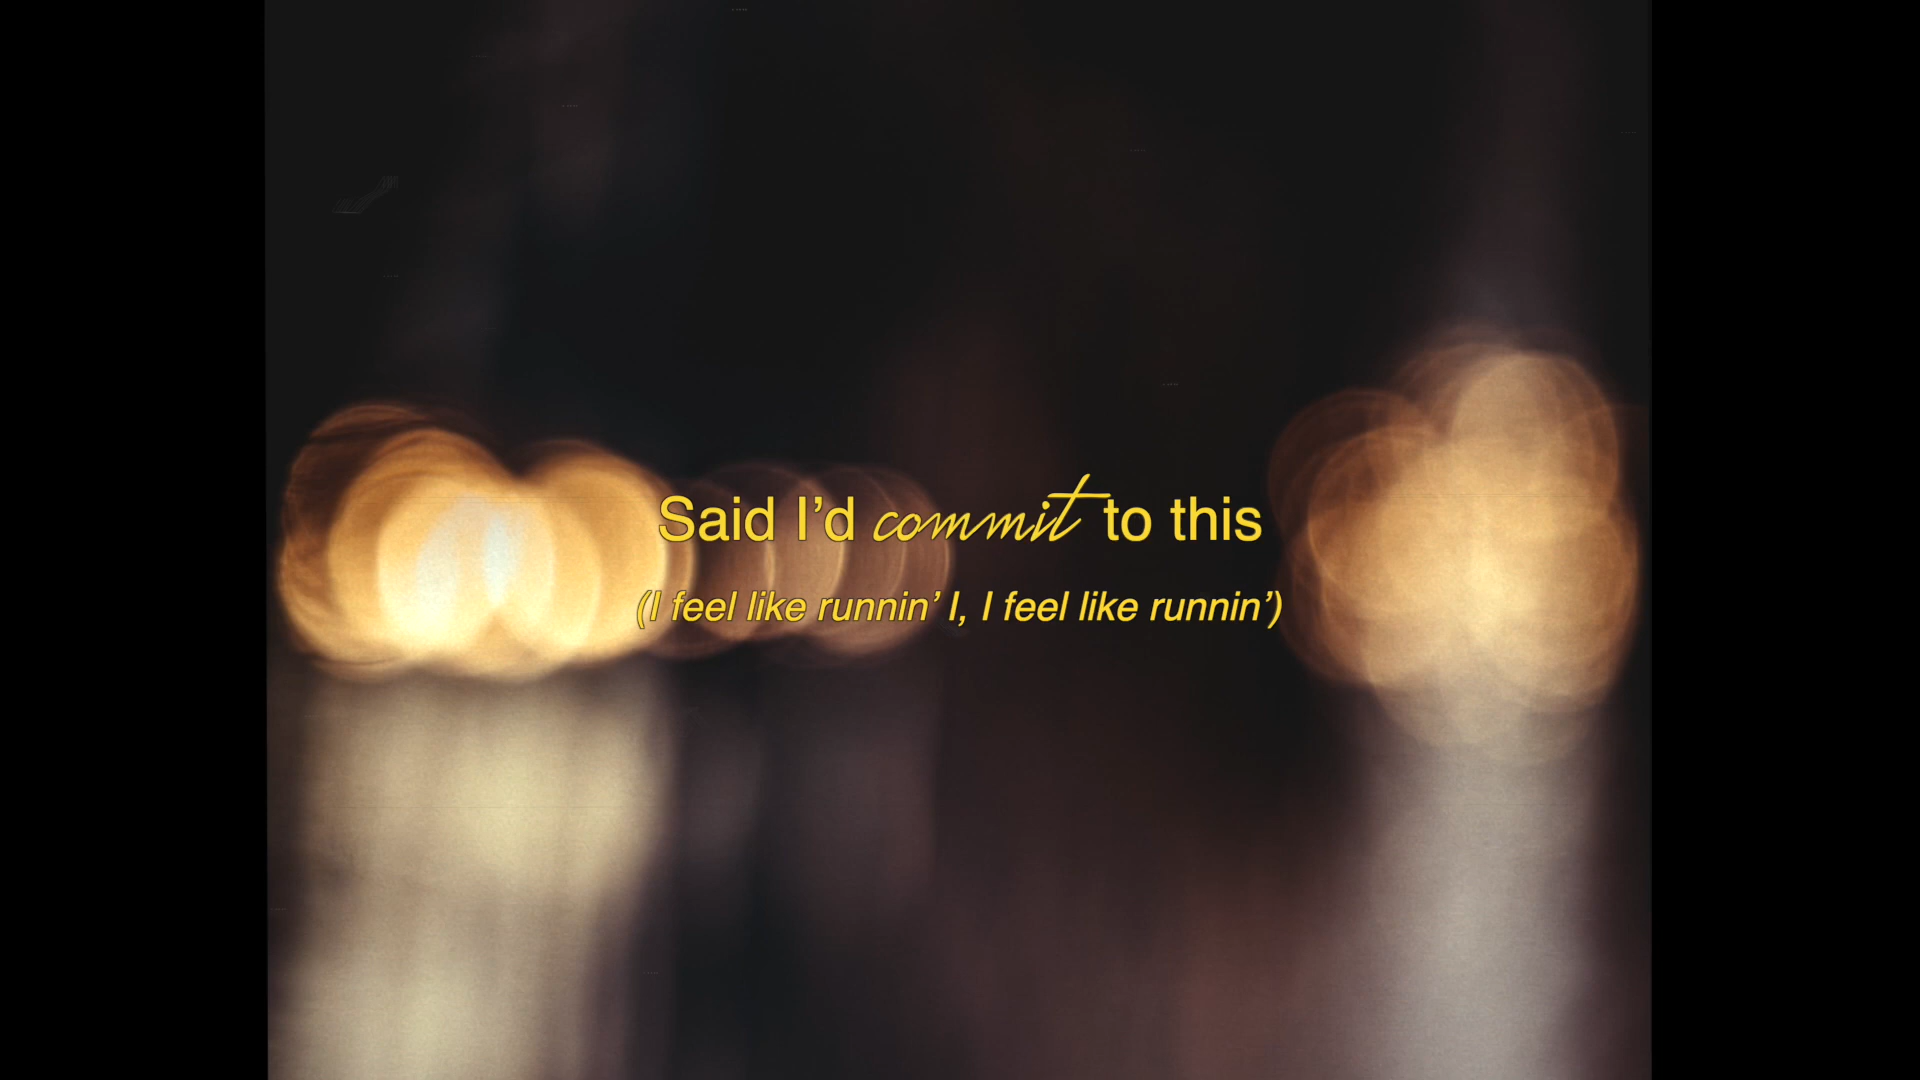 Said I’d commit to this
(I feel like runnin’ I, I feel like runnin’)